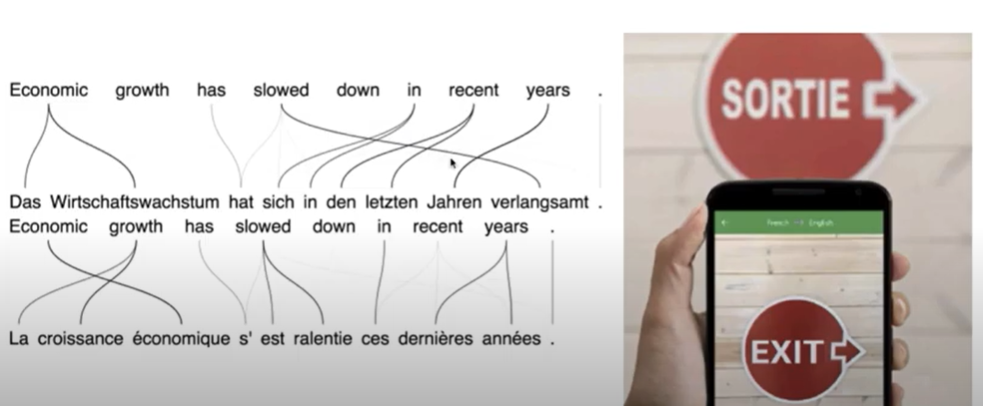 Economic growth has slowed down in recent years .
Das Wirtschaftswachstum hat sich in den letzten Jahren verlangsamt .
Economic growth has slowed down in recent years .
La croissance économique s' est ralentie ces dernières années .
SORTIE
French English
EXIT